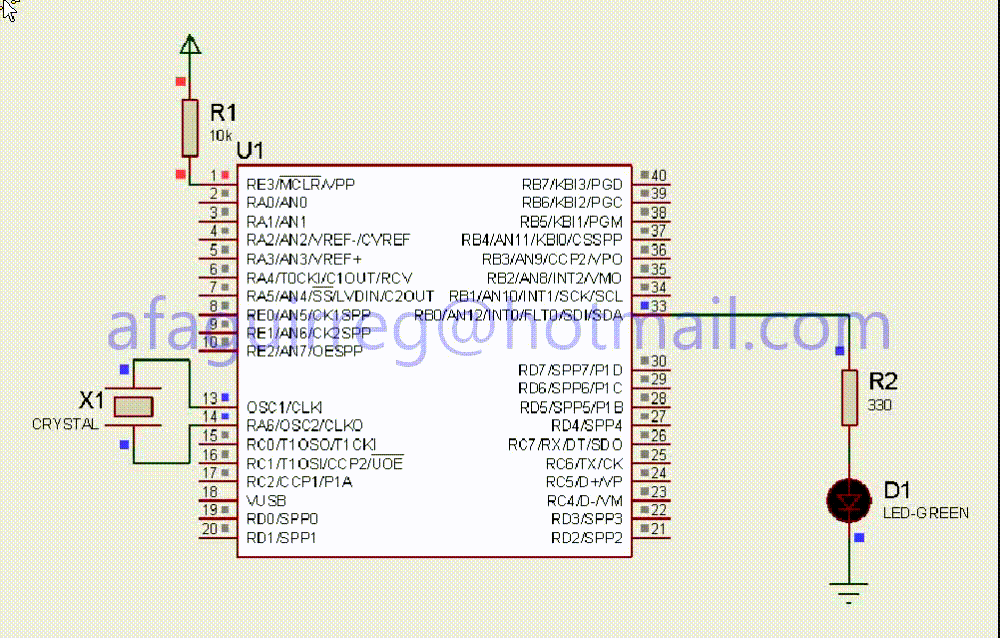 R1
10k
U1
1 RE3/MCLR/VPP
2 RA0/AN0
3 RA1/AN1
4 RA2/AN2/VREF-/CVREF
5 RA3/AN3/VREF+
6 RA4/T0CKI/C1OUT/RCV
7 RA5/AN4/SS/LVDIN/C2OUT
8 RE0/AN5/CK1SPP
9 RE1/AN6/CK2SPP
10 RE2/AN7/OESPP
13 OSC1/CLKI
14 RA6/OSC2/CLKO
15 RC0/T1OSO/T1CKI
16 RC1/T1OSI/CCP2/UOE
17 RC2/CCP1/P1A
18 VUSB
19 RD0/SPP0
20 RD1/SPP1
RB7/KBI3/PGD 40
RB6/KBI2/PGC 39
RB5/KBI1/PGM 38
RB4/AN11/KBI0/CSSPP 37
RB3/AN9/CCP2/VPO 36
RB2/AN8/INT2/VMO 35
RB1/AN10/INT1/SCK/SCL 34
RB0/AN12/INT0/FLT0/SDI/SDA 33
RD7/SPP7/P1D 30
RD6/SPP6/P1C 29
RD5/SPP5/P1B 28
RD4/SPP4 27
RC7/RX/DT/SDO 26
RC6/TX/CK 25
RC5/D+/VP 24
RC4/D-/VM 23
RD3/SPP3 22
RD2/SPP2 21
afaguireg@hotmail.com
X1
CRYSTAL
R2
330
D1
LED-GREEN